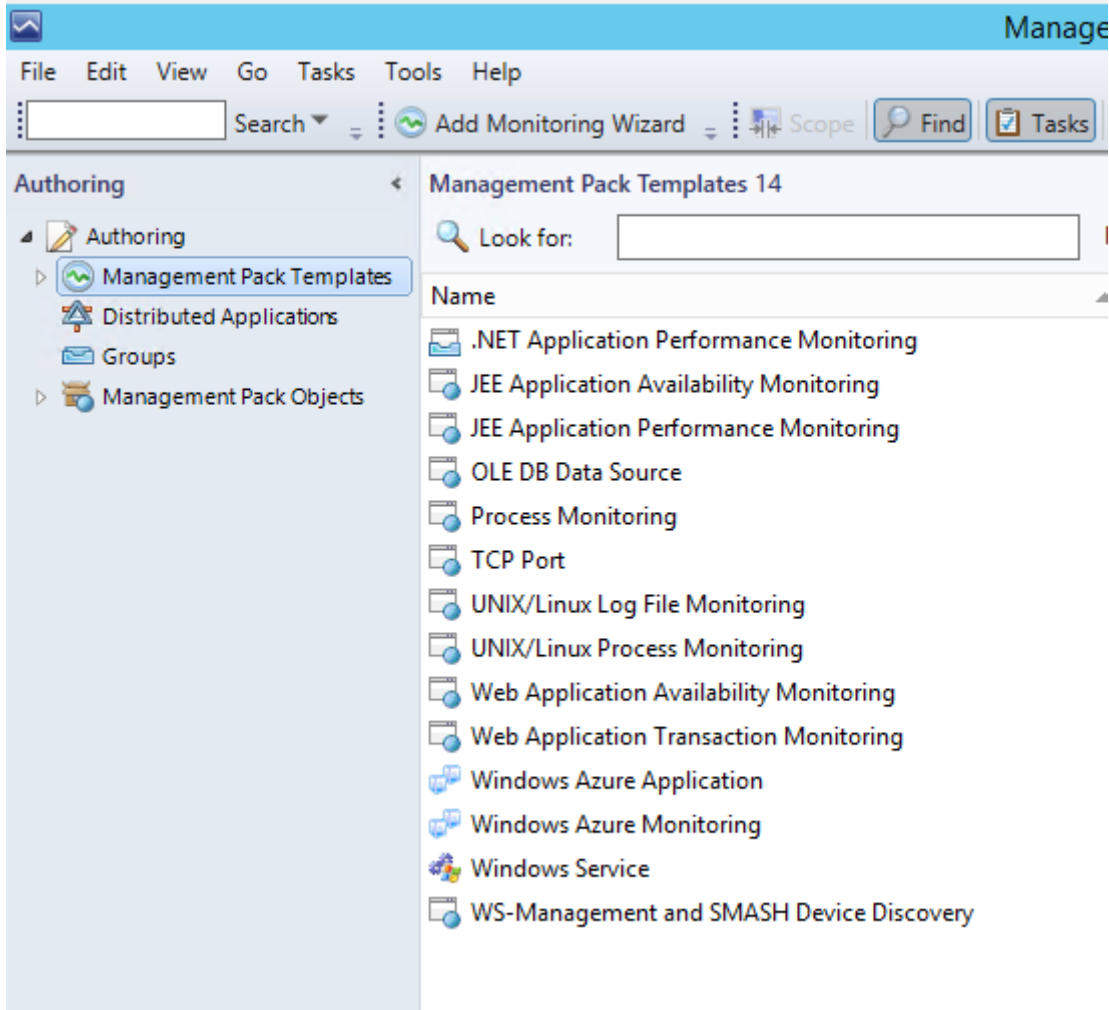 Manage
File Edit View Go Tasks Tools Help
Search Add Monitoring Wizard Scope Find Tasks
Authoring
Authoring
Management Pack Templates
Distributed Applications
Groups
Management Pack Objects
Management Pack Templates 14
Look for:
Name
.NET Application Performance Monitoring
JEE Application Availability Monitoring
JEE Application Performance Monitoring
OLE DB Data Source
Process Monitoring
TCP Port
UNIX/Linux Log File Monitoring
UNIX/Linux Process Monitoring
Web Application Availability Monitoring
Web Application Transaction Monitoring
Windows Azure Application
Windows Azure Monitoring
Windows Service
WS-Management and SMASH Device Discovery